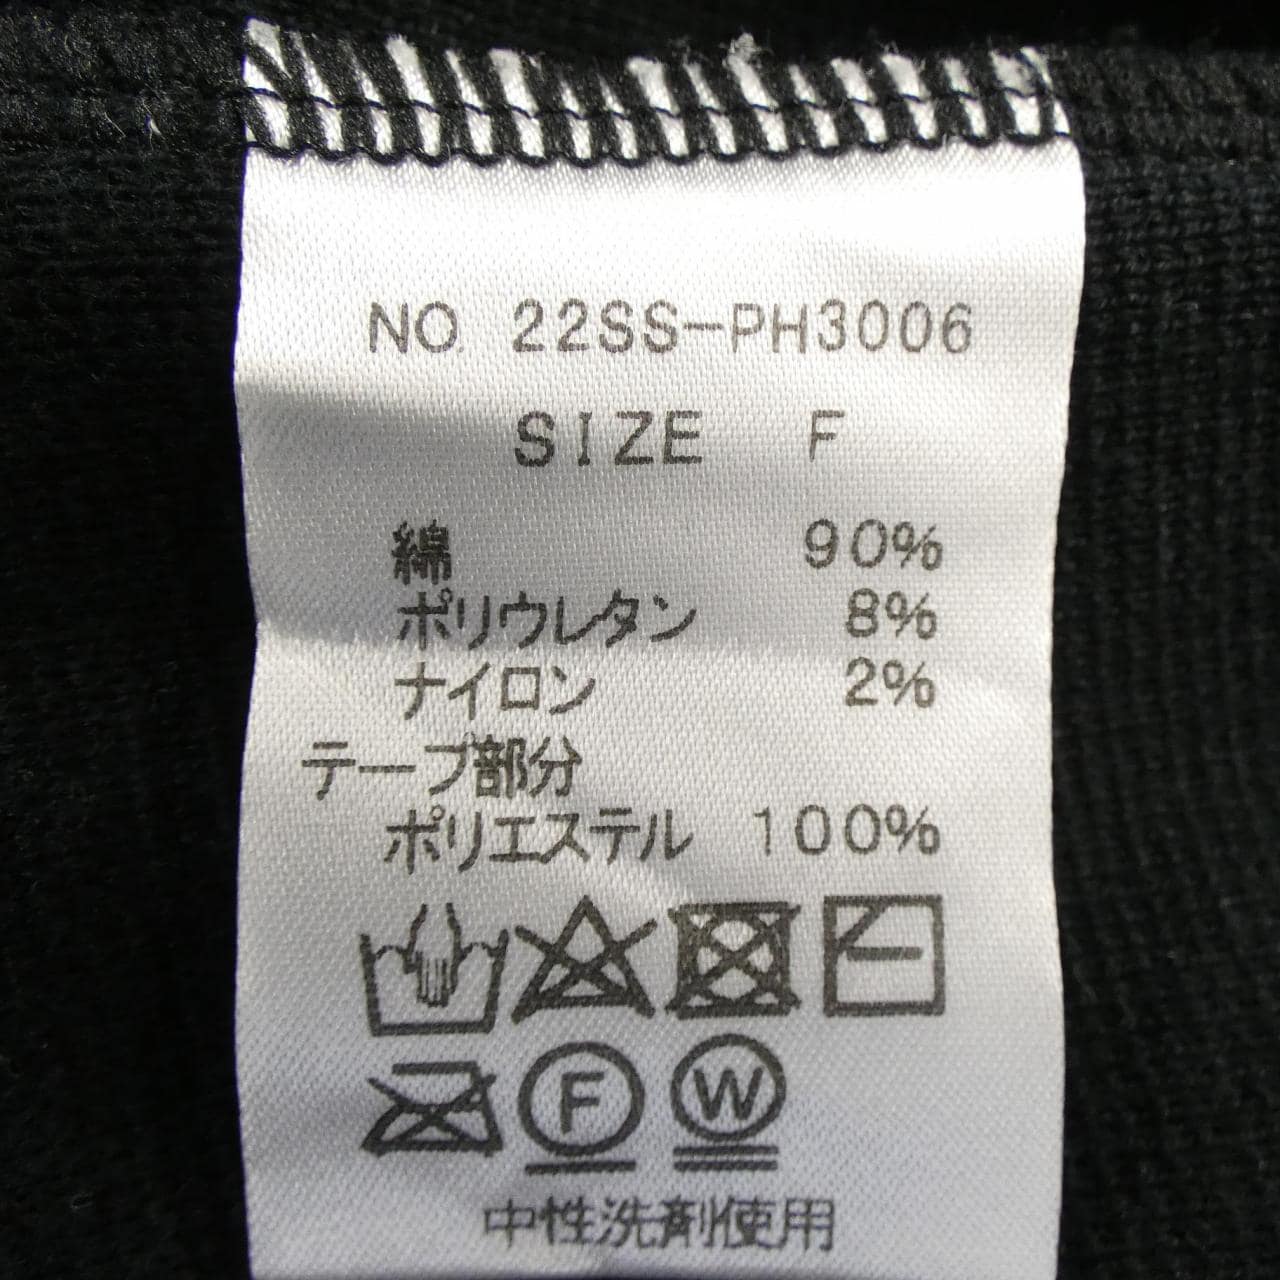 NO. 22SS-PH3006
SIZE F
綿 90%
ポリウレタン 8%
ナイロン 2%
テープ部分
ポリエステル 100%
F W
中性洗剤使用